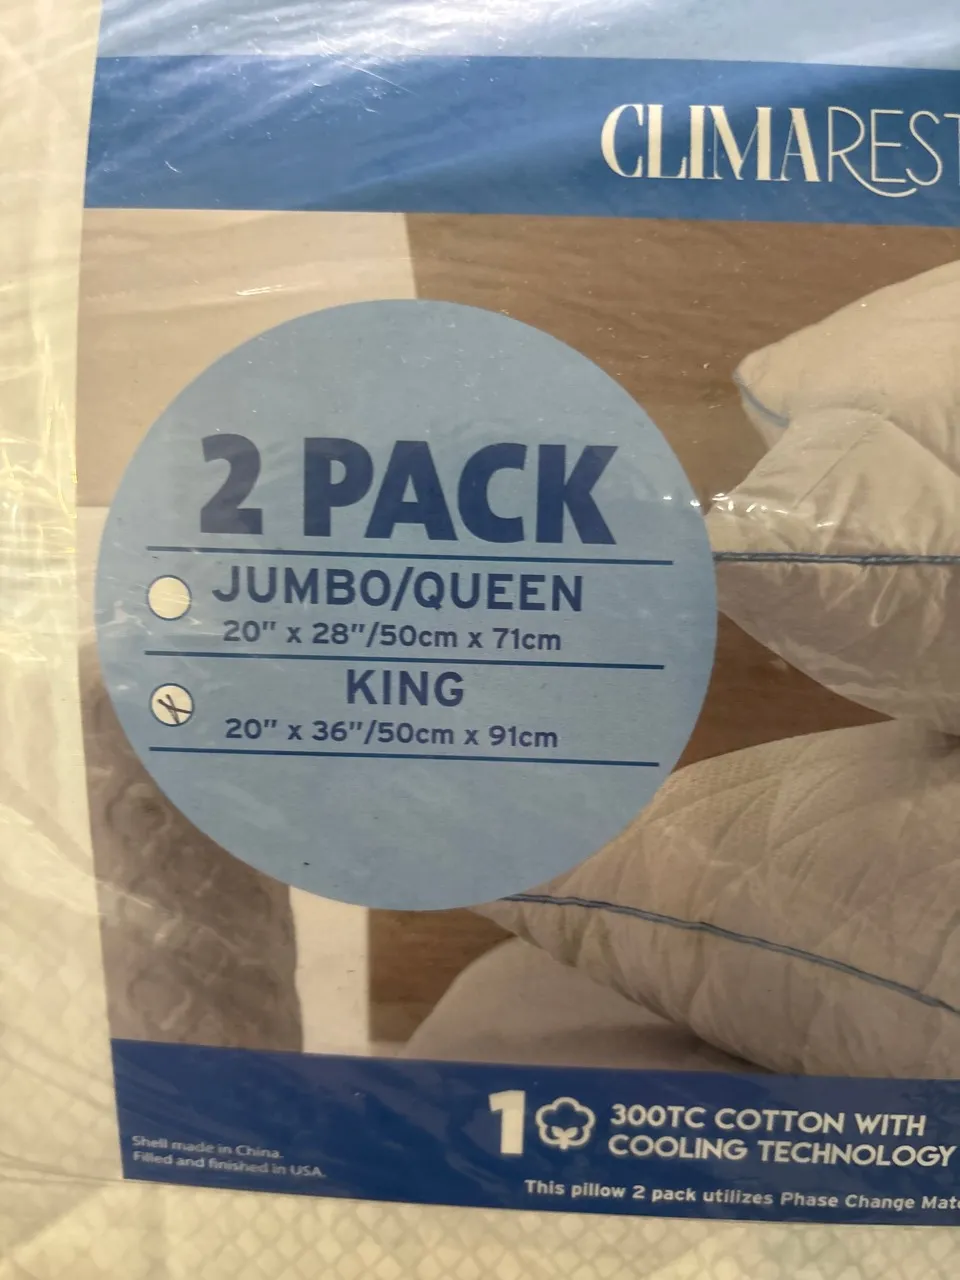 CLIMAREST
2 PACK
JUMBO/QUEEN
20" x 28"/50cm x 71cm
KING
20" x 36"/50cm x 91cm
1 300TC COTTON WITH
COOLING TECHNOLOGY
Shell made in China.
Filled and finished in USA.
This pillow 2 pack utilizes Phase Change